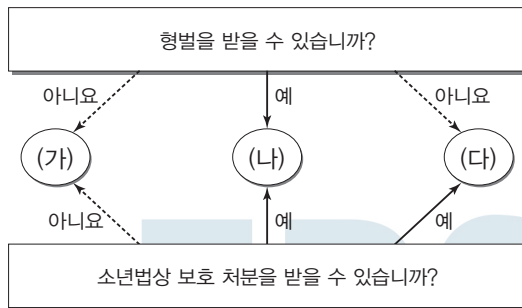 형벌을 받을 수 있습니까?
아니요 예 아니요
(가) (나) (다)
아니요 예 예
소년법상 보호 처분을 받을 수 있습니까?